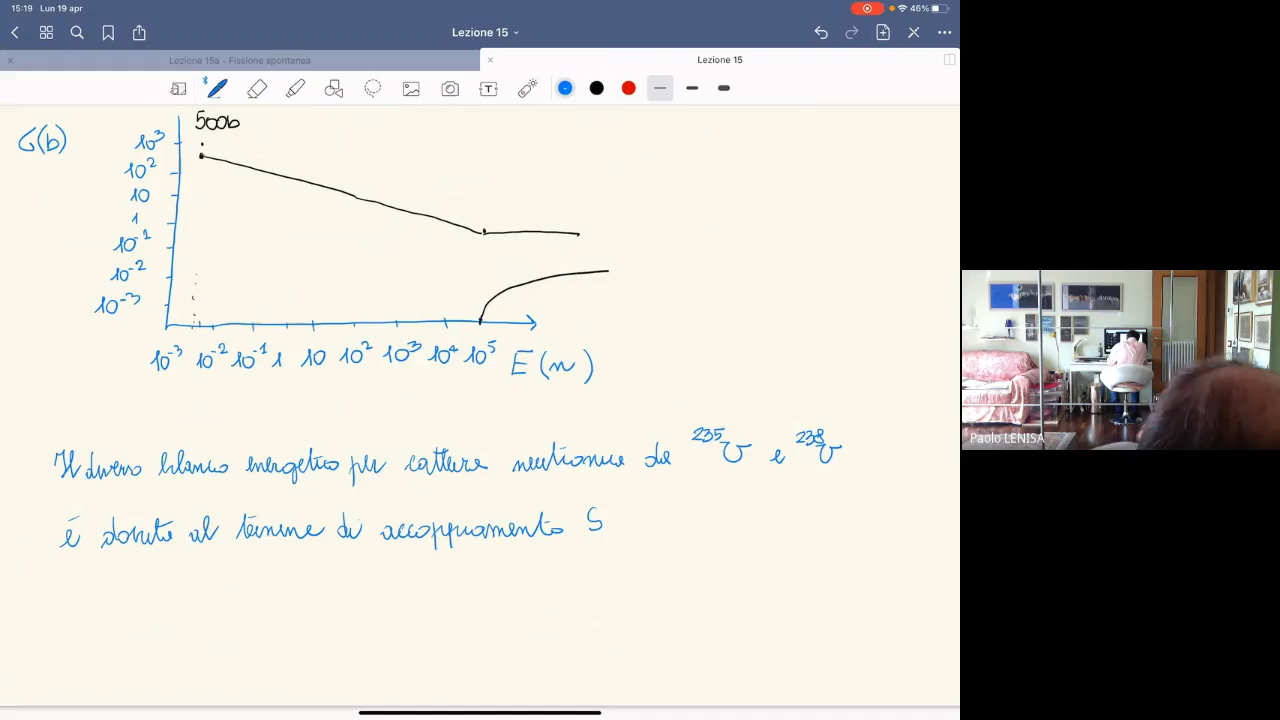 15:19 Lun 19 apr
46%
Lezione 15
Lezione 15a - Fissione spontanea
Lezione 15
500b
σ(b)
10³
10²
10
1
10⁻¹
10⁻²
10⁻³
10⁻³ 10⁻² 10⁻¹ 1 10 10² 10³ 10⁴ 10⁵ E(n)
Il diverso bilancio energetico per cattura neutronica da ²³⁵U e ²³⁸U
é dovuto al termine di accoppiamento S
Paolo LENISA